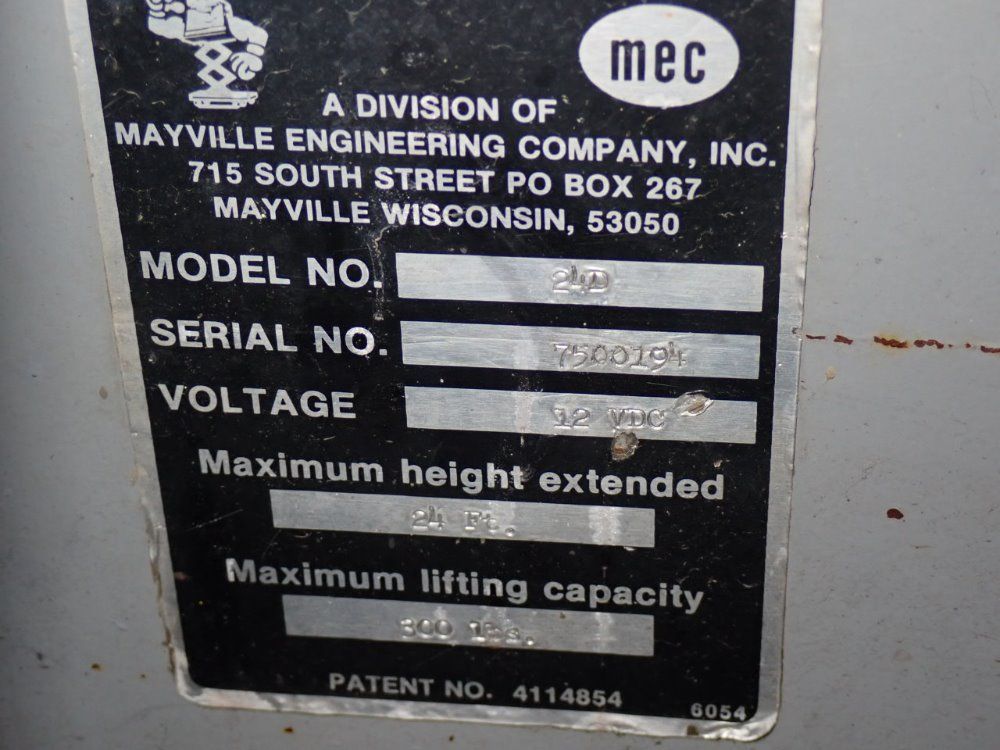 mec
A DIVISION OF
MAYVILLE ENGINEERING COMPANY, INC.
715 SOUTH STREET PO BOX 267
MAYVILLE WISCONSIN, 53050
MODEL NO. 24D
SERIAL NO. 7500194
VOLTAGE 12 VDC
Maximum height extended
24 Ft.
Maximum lifting capacity
800 lbs.
PATENT NO. 4114854
6054